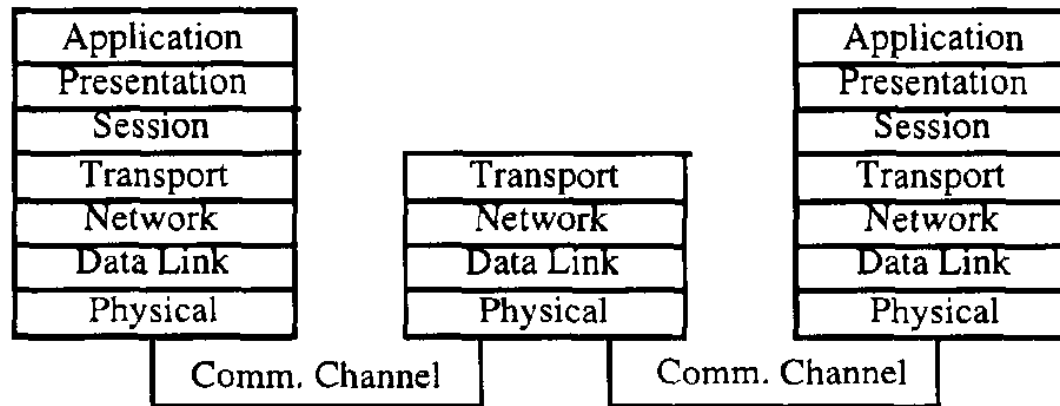 Application
Presentation
Session
Transport
Network
Data Link
Physical
Transport
Network
Data Link
Physical
Application
Presentation
Session
Transport
Network
Data Link
Physical
Comm. Channel
Comm. Channel